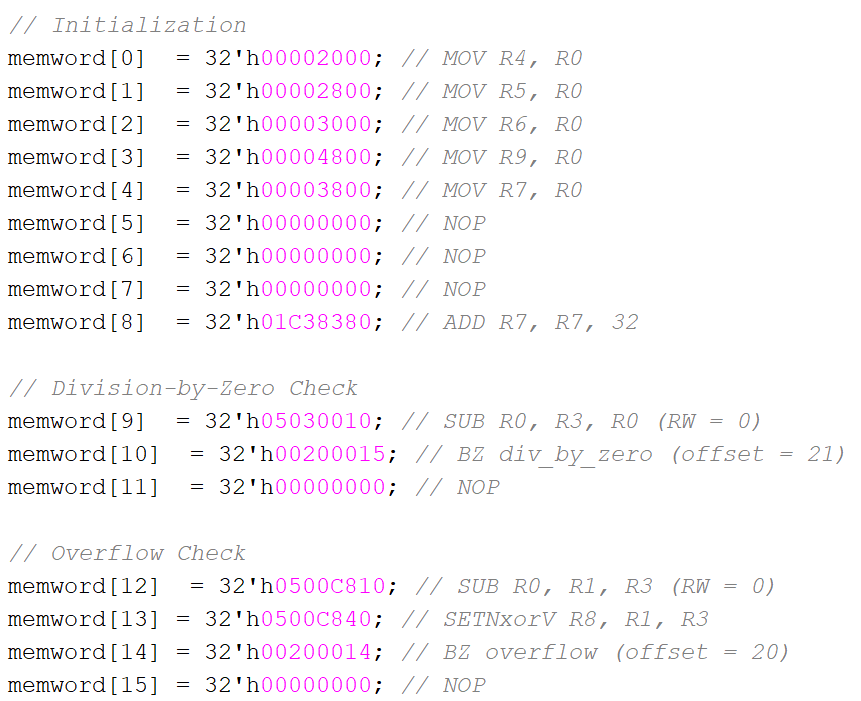 // Initialization
memword[0]  = 32'h00002000; // MOV R4, R0
memword[1]  = 32'h00002800; // MOV R5, R0
memword[2]  = 32'h00003000; // MOV R6, R0
memword[3]  = 32'h00004800; // MOV R9, R0
memword[4]  = 32'h00003800; // MOV R7, R0
memword[5]  = 32'h00000000; // NOP
memword[6]  = 32'h00000000; // NOP
memword[7]  = 32'h00000000; // NOP
memword[8]  = 32'h01C38380; // ADD R7, R7, 32
// Division-by-Zero Check
memword[9]  = 32'h05030010; // SUB R0, R3, R0 (RW = 0)
memword[10]  = 32'h00200015; // BZ div_by_zero (offset = 21)
memword[11]  = 32'h00000000; // NOP
// Overflow Check
memword[12]  = 32'h0500C810; // SUB R0, R1, R3 (RW = 0)
memword[13] = 32'h0500C840; // SETNxorV R8, R1, R3
memword[14] = 32'h00200014; // BZ overflow (offset = 20)
memword[15] = 32'h00000000; // NOP